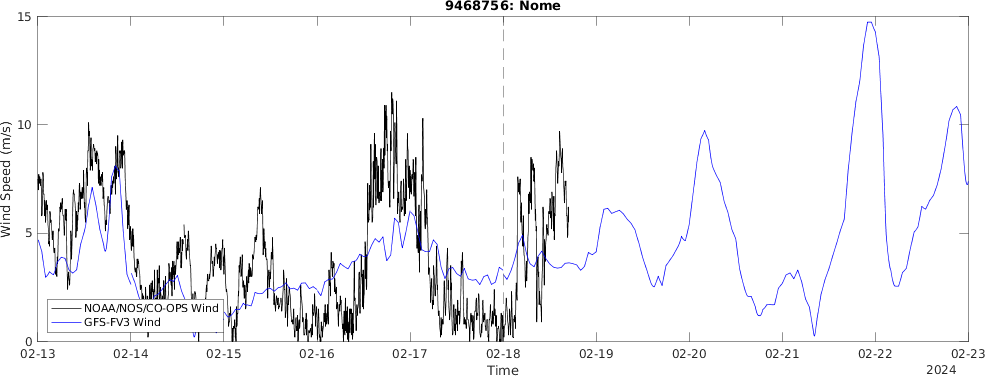 9468756: Nome
Wind Speed (m/s)
15
10
5
0
NOAA/NOS/CO-OPS Wind
GFS-FV3 Wind
02-13 02-14 02-15 02-16 02-17 02-18 02-19 02-20 02-21 02-22 02-23
Time
2024